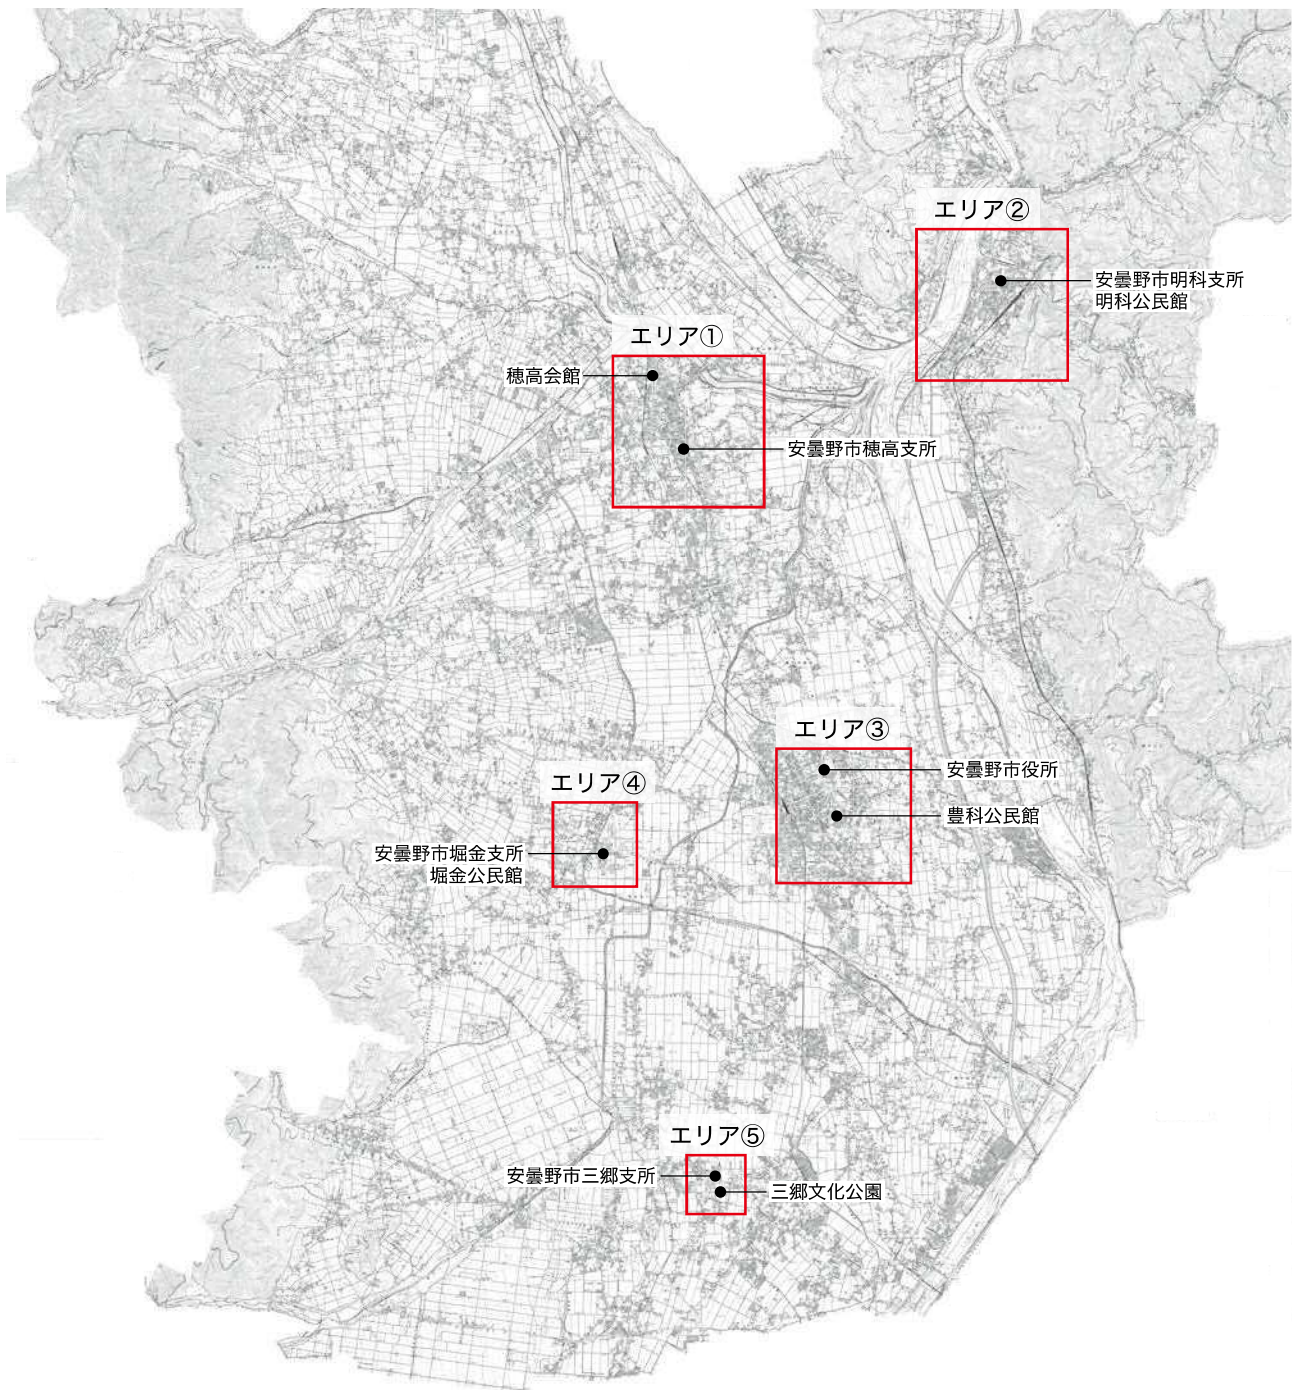 エリア②
安曇野市明科支所
明科公民館
エリア①
穂高会館
安曇野市穂高支所
エリア③
安曇野市役所
豊科公民館
エリア④
安曇野市堀金支所
堀金公民館
エリア⑤
安曇野市三郷支所
三郷文化公園